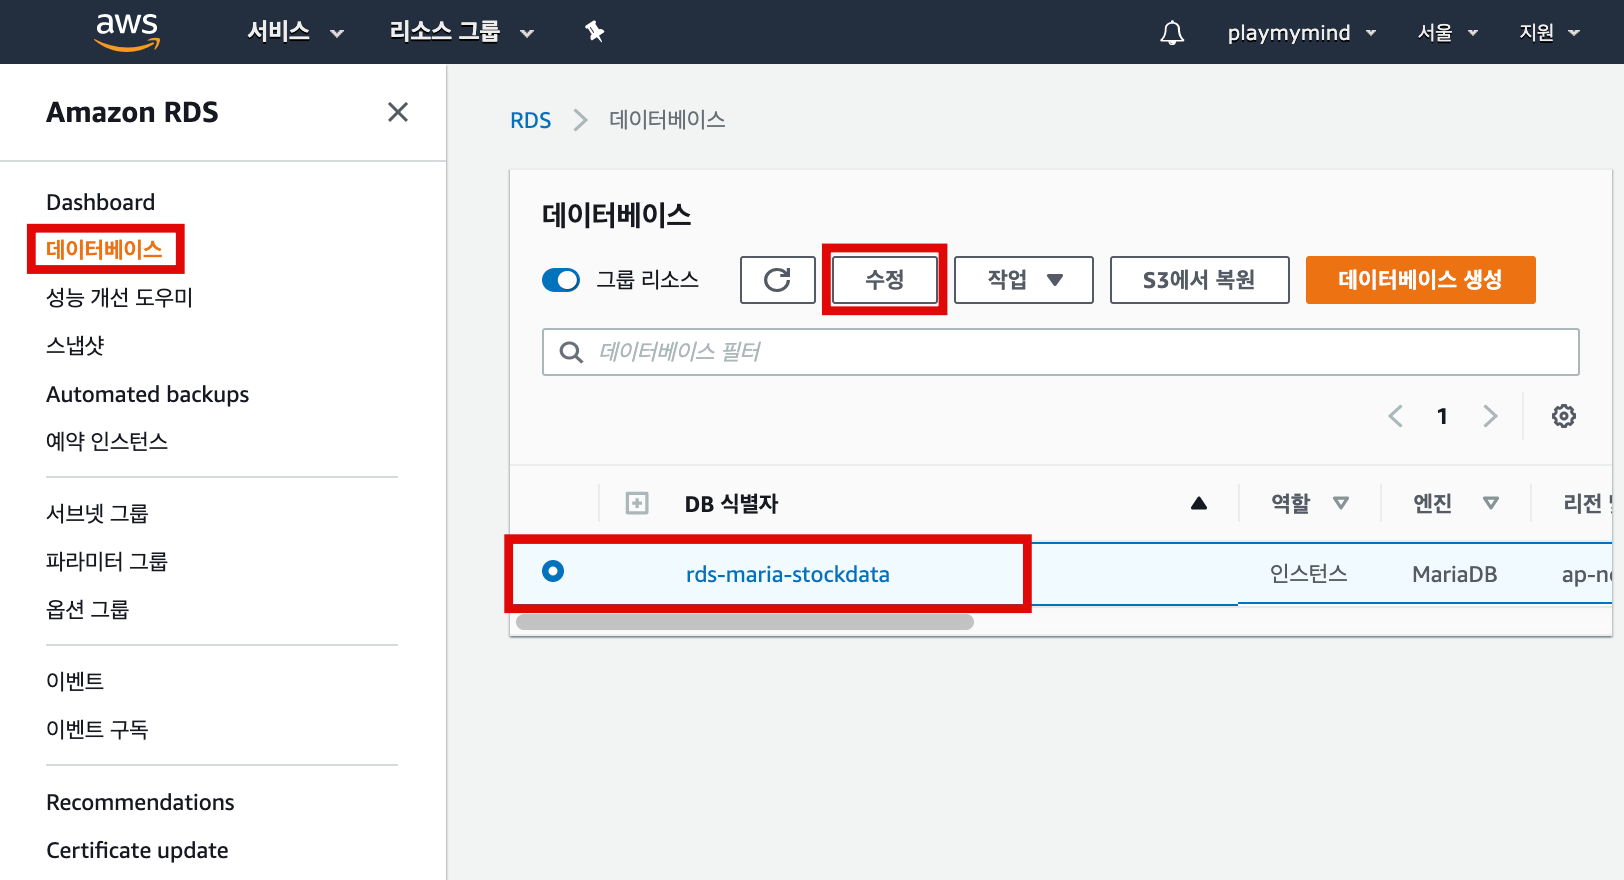 aws 서비스 리소스 그룹 playmymind 서울 지원
Amazon RDS
Dashboard
데이터베이스
성능 개선 도우미
스냅샷
Automated backups
예약 인스턴스
서브넷 그룹
파라미터 그룹
옵션 그룹
이벤트
이벤트 구독
Recommendations
Certificate update
RDS 데이터베이스
데이터베이스
그룹 리소스 수정 작업 S3에서 복원 데이터베이스 생성
데이터베이스 필터
1
DB 식별자 역할 엔진 리전
rds-maria-stockdata 인스턴스 MariaDB